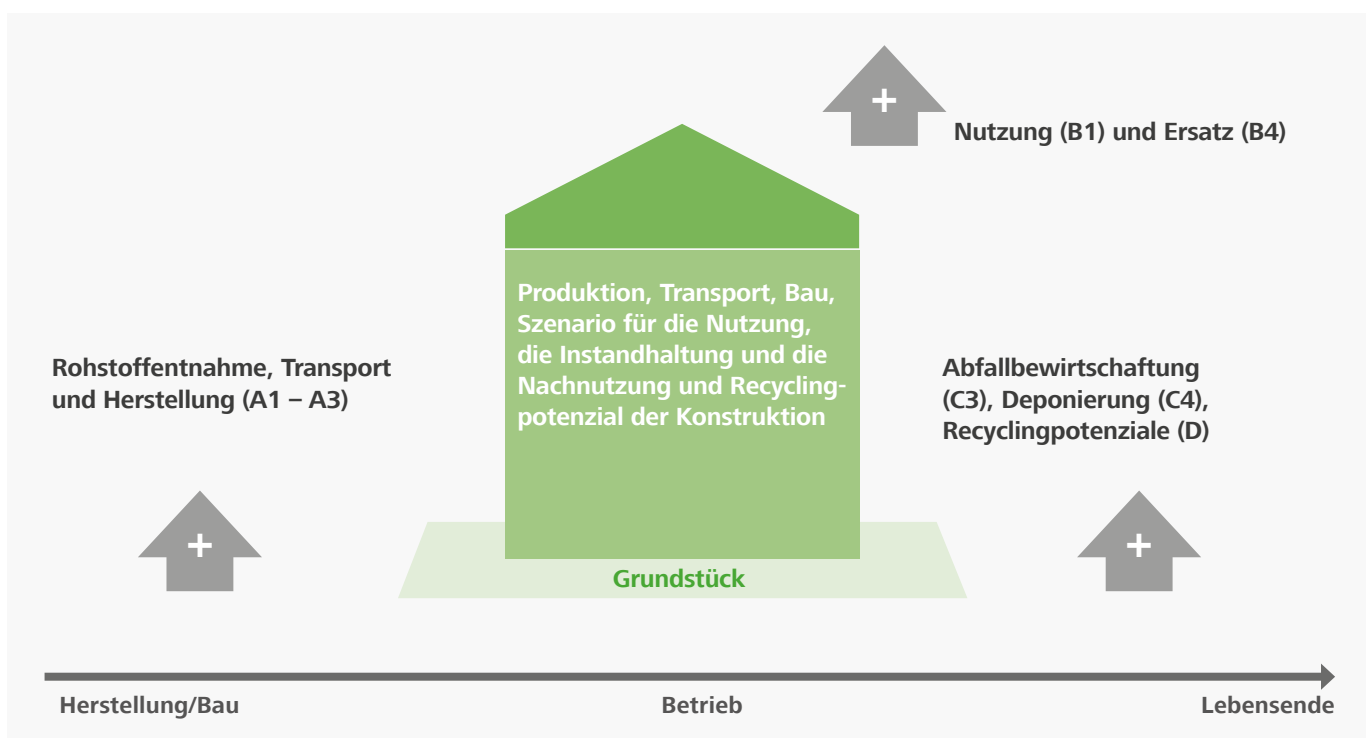 +
Nutzung (B1) und Ersatz (B4)
Produktion, Transport, Bau,
Szenario für die Nutzung,
die Instandhaltung und die
Nachnutzung und Recycling-
potenzial der Konstruktion
Rohstoffentnahme, Transport
und Herstellung (A1 – A3)
Abfallbewirtschaftung
(C3), Deponierung (C4),
Recyclingpotenziale (D)
+
+
Grundstück
Herstellung/Bau
Betrieb
Lebensende